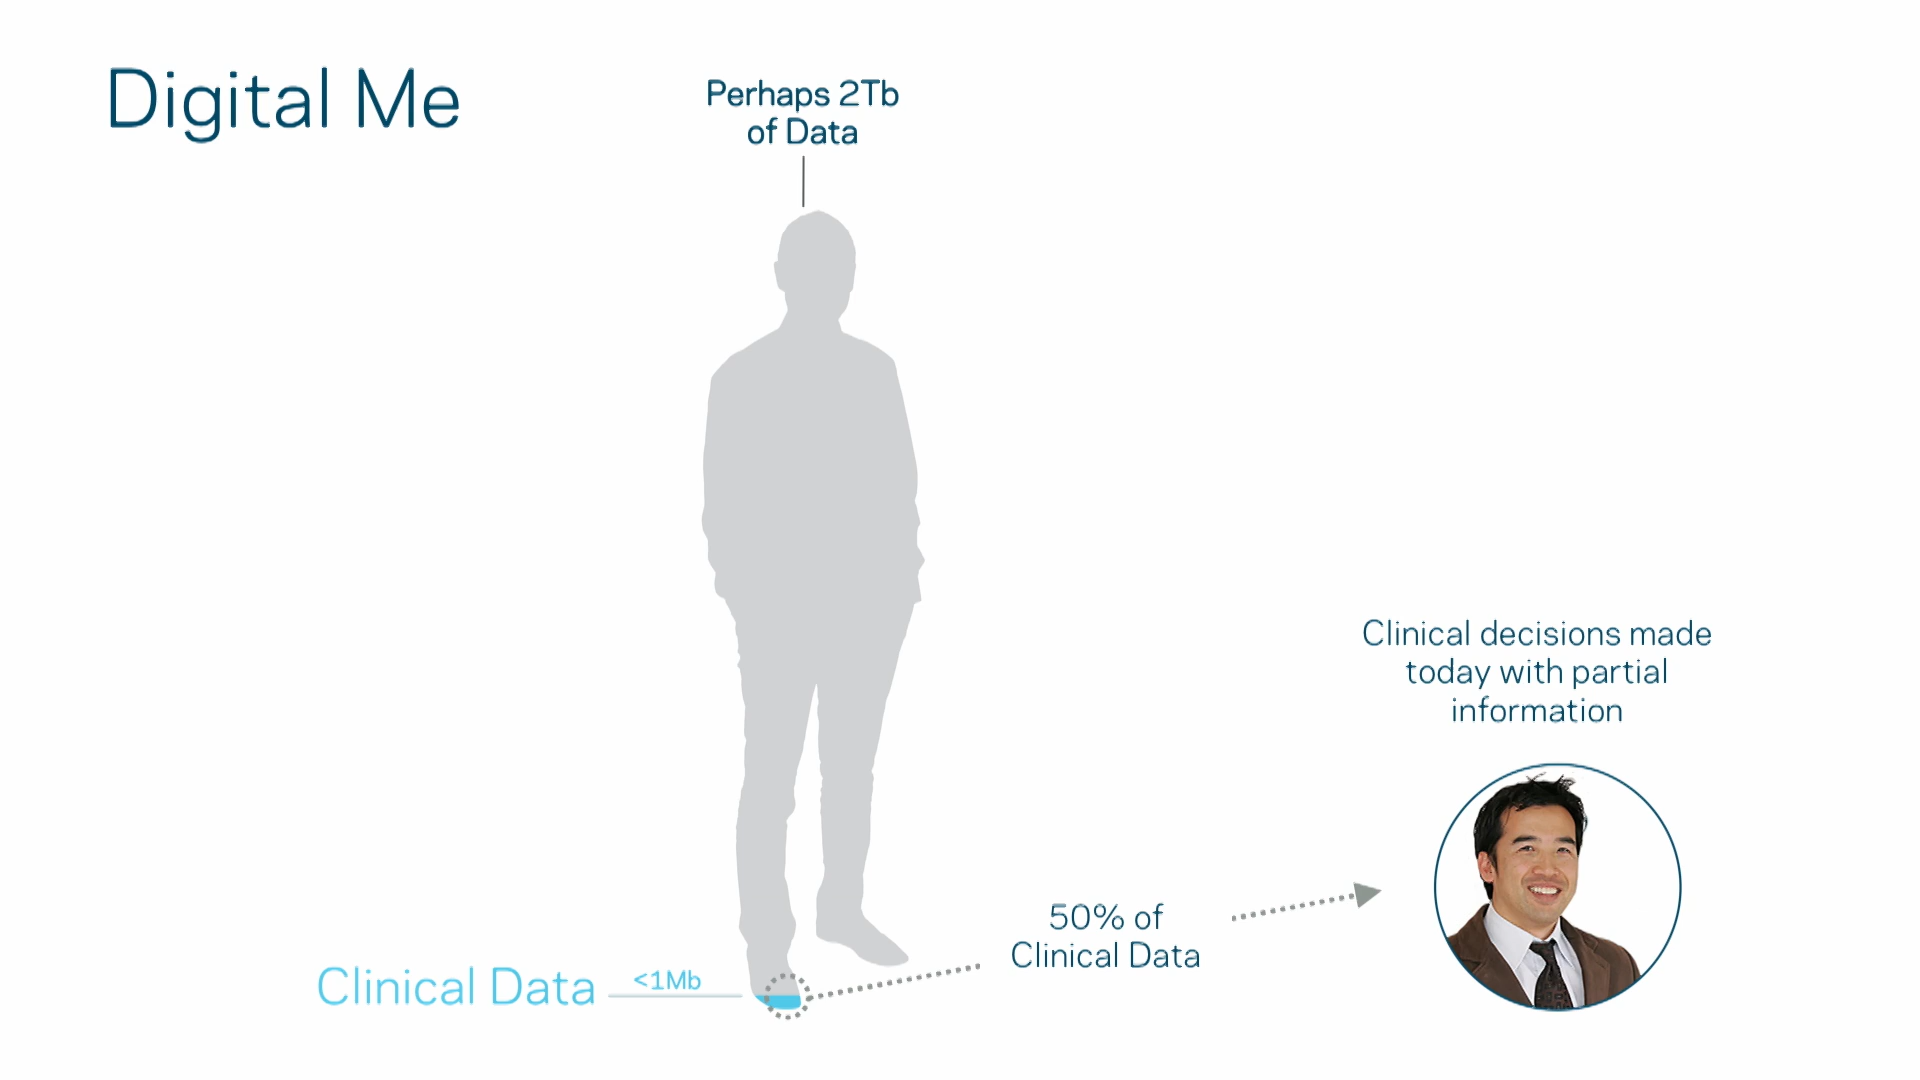 Digital Me
Perhaps 2Tb
of Data
Clinical decisions made
today with partial
information
50% of
Clinical Data
Clinical Data
<1Mb